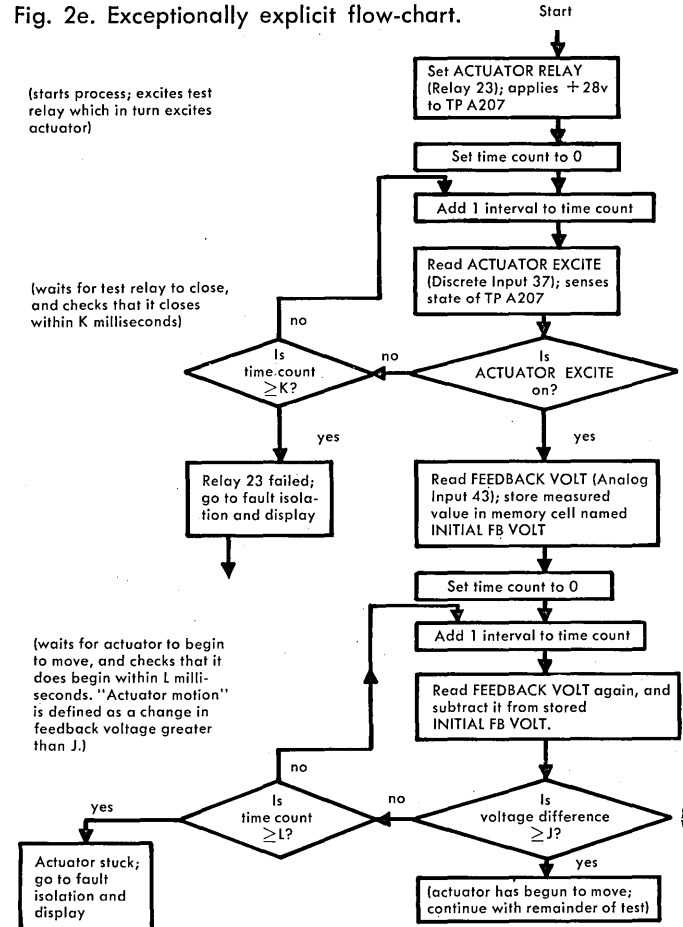 Fig. 2e. Exceptionally explicit flow-chart.
Start
(starts process; excites test
relay which in turn excites
actuator)
Set ACTUATOR RELAY
(Relay 23); applies +28v
to TP A207
Set time count to 0
Add 1 interval to time count
(waits for test relay to close,
and checks that it closes
within K milliseconds)
Read ACTUATOR EXCITE
(Discrete Input 37); senses
state of TP A207
no
Is
time count
≥K?
no
Is
ACTUATOR EXCITE
on?
yes
yes
Relay 23 failed;
go to fault isola-
tion and display
Read FEEDBACK VOLT (Analog
Input 43); store measured
value in memory cell named
INITIAL FB VOLT
Set time count to 0
Add 1 interval to time count
(waits for actuator to begin
to move, and checks that it
does begin within L milli-
seconds. "Actuator motion"
is defined as a change in
feedback voltage greater
than J.)
Read FEEDBACK VOLT again, and
subtract it from stored
INITIAL FB VOLT.
no
yes
Is
time count
≥L?
no
Is
voltage difference
≥J?
yes
Actuator stuck;
go to fault
isolation and
display
(actuator has begun to move;
continue with remainder of test)